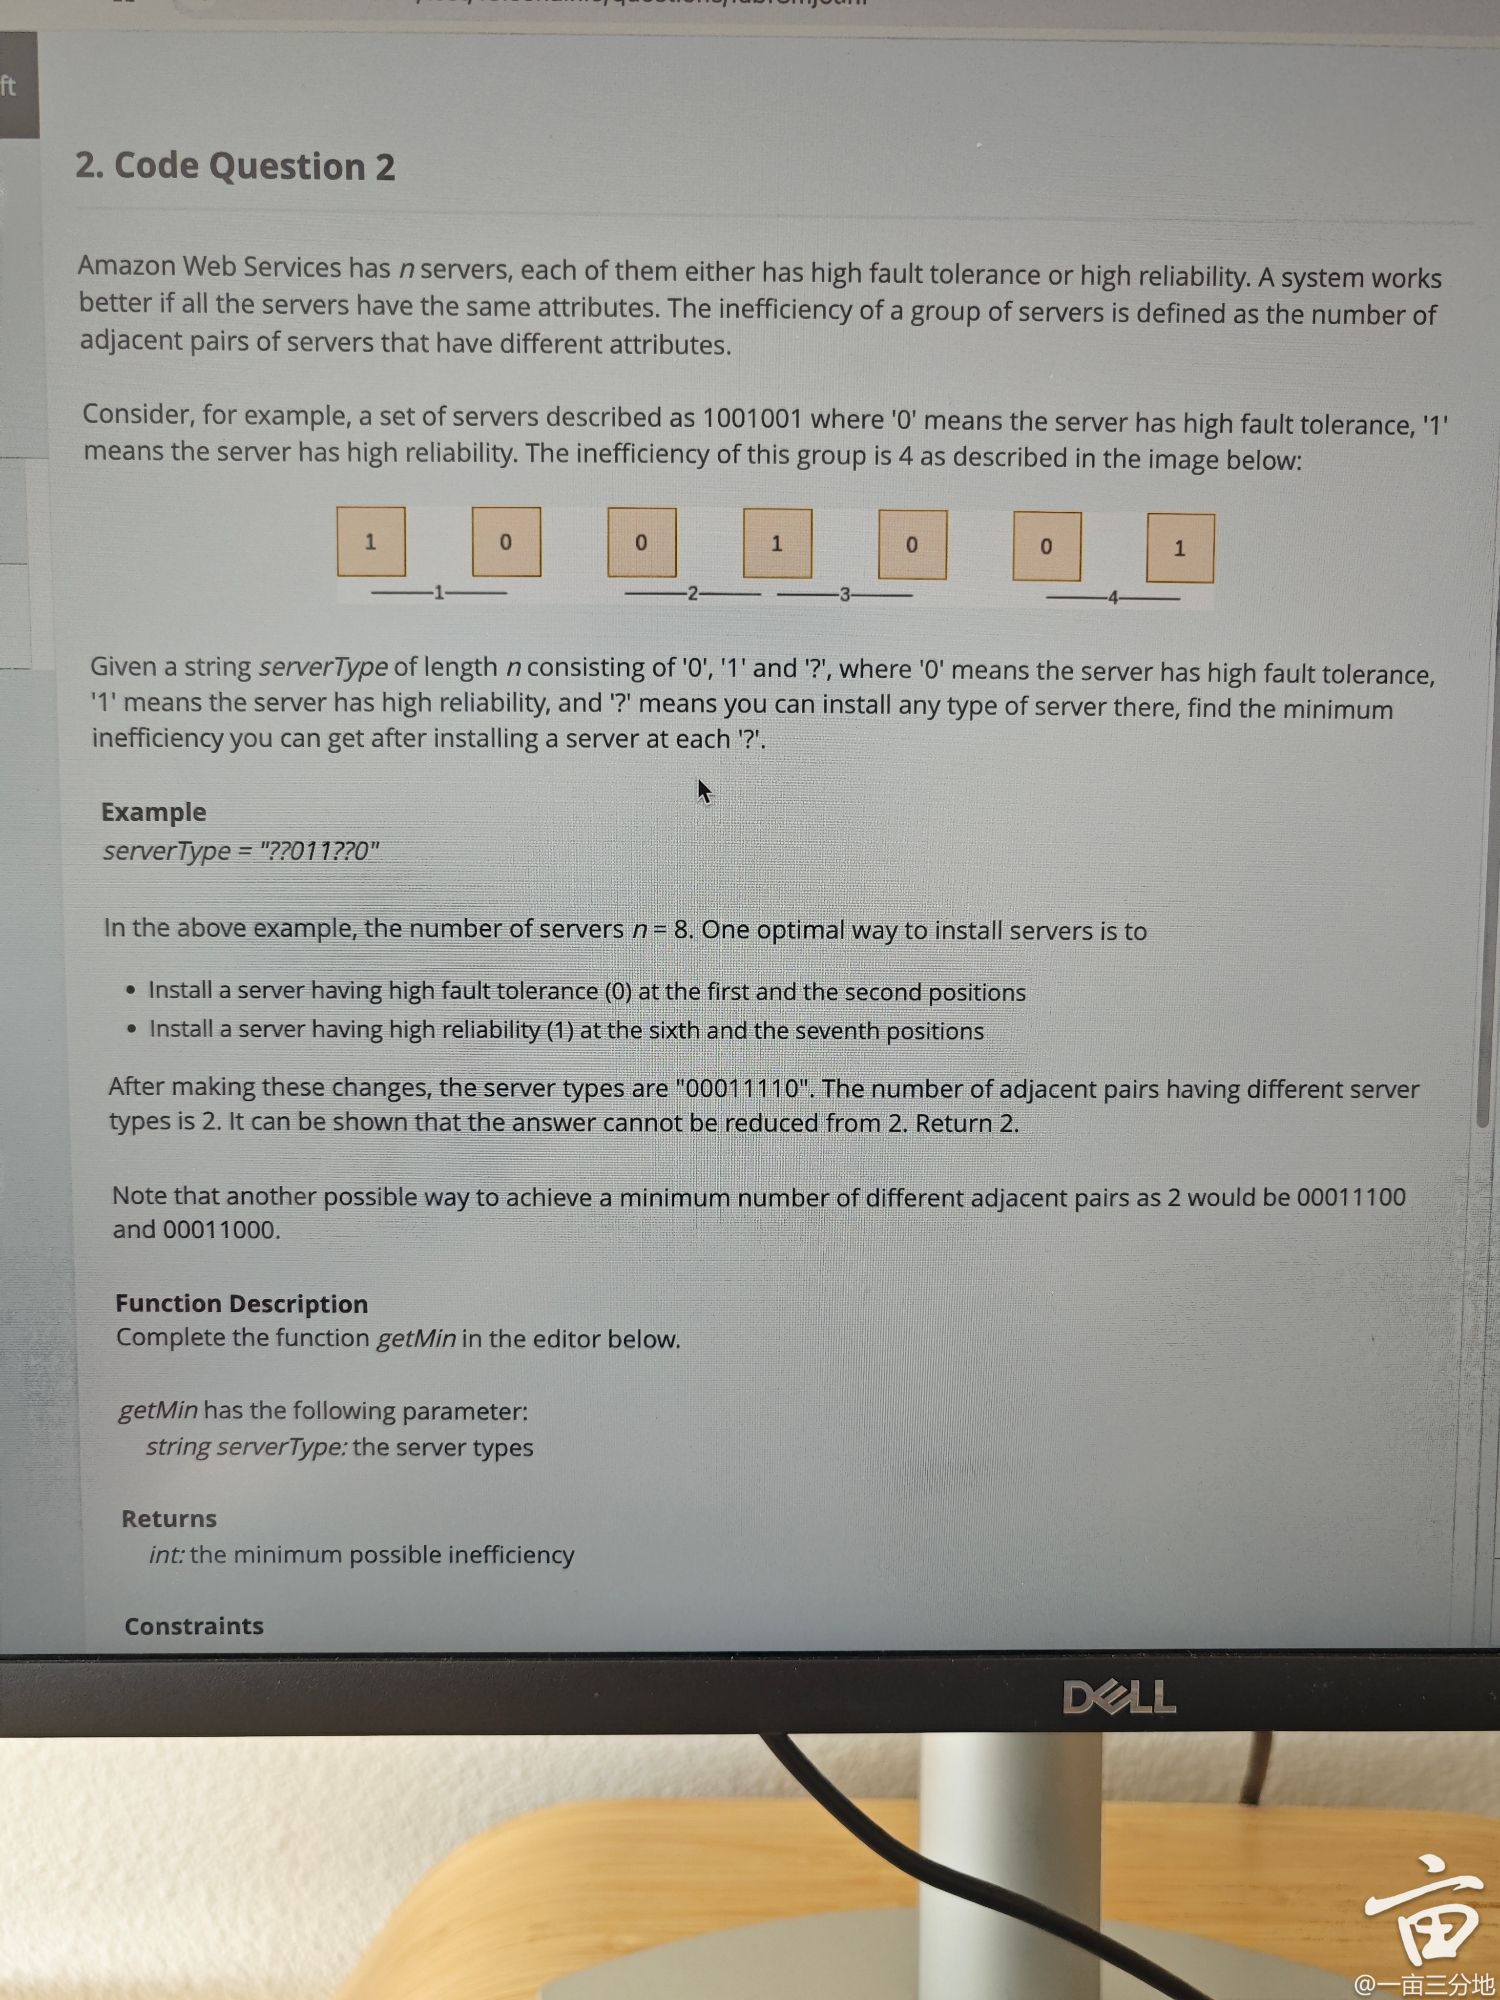 ft
2. Code Question 2
Amazon Web Services has n servers, each of them either has high fault tolerance or high reliability. A system works
better if all the servers have the same attributes. The inefficiency of a group of servers is defined as the number of
adjacent pairs of servers that have different attributes.
Consider, for example, a set of servers described as 1001001 where '0' means the server has high fault tolerance, '1'
means the server has high reliability. The inefficiency of this group is 4 as described in the image below:
1 0 0 1 0 0 1
1 2 3 4
Given a string serverType of length n consisting of '0', '1' and '?', where '0' means the server has high fault tolerance,
'1' means the server has high reliability, and '?' means you can install any type of server there, find the minimum
inefficiency you can get after installing a server at each '?'.
Example
serverType = "??011??0"
In the above example, the number of servers n = 8. One optimal way to install servers is to
• Install a server having high fault tolerance (0) at the first and the second positions
• Install a server having high reliability (1) at the sixth and the seventh positions
After making these changes, the server types are "00011110". The number of adjacent pairs having different server
types is 2. It can be shown that the answer cannot be reduced from 2. Return 2.
Note that another possible way to achieve a minimum number of different adjacent pairs as 2 would be 00011100
and 00011000.
Function Description
Complete the function getMin in the editor below.
getMin has the following parameter:
string serverType: the server types
Returns
int: the minimum possible inefficiency
Constraints
DELL
亩
@一亩三分地